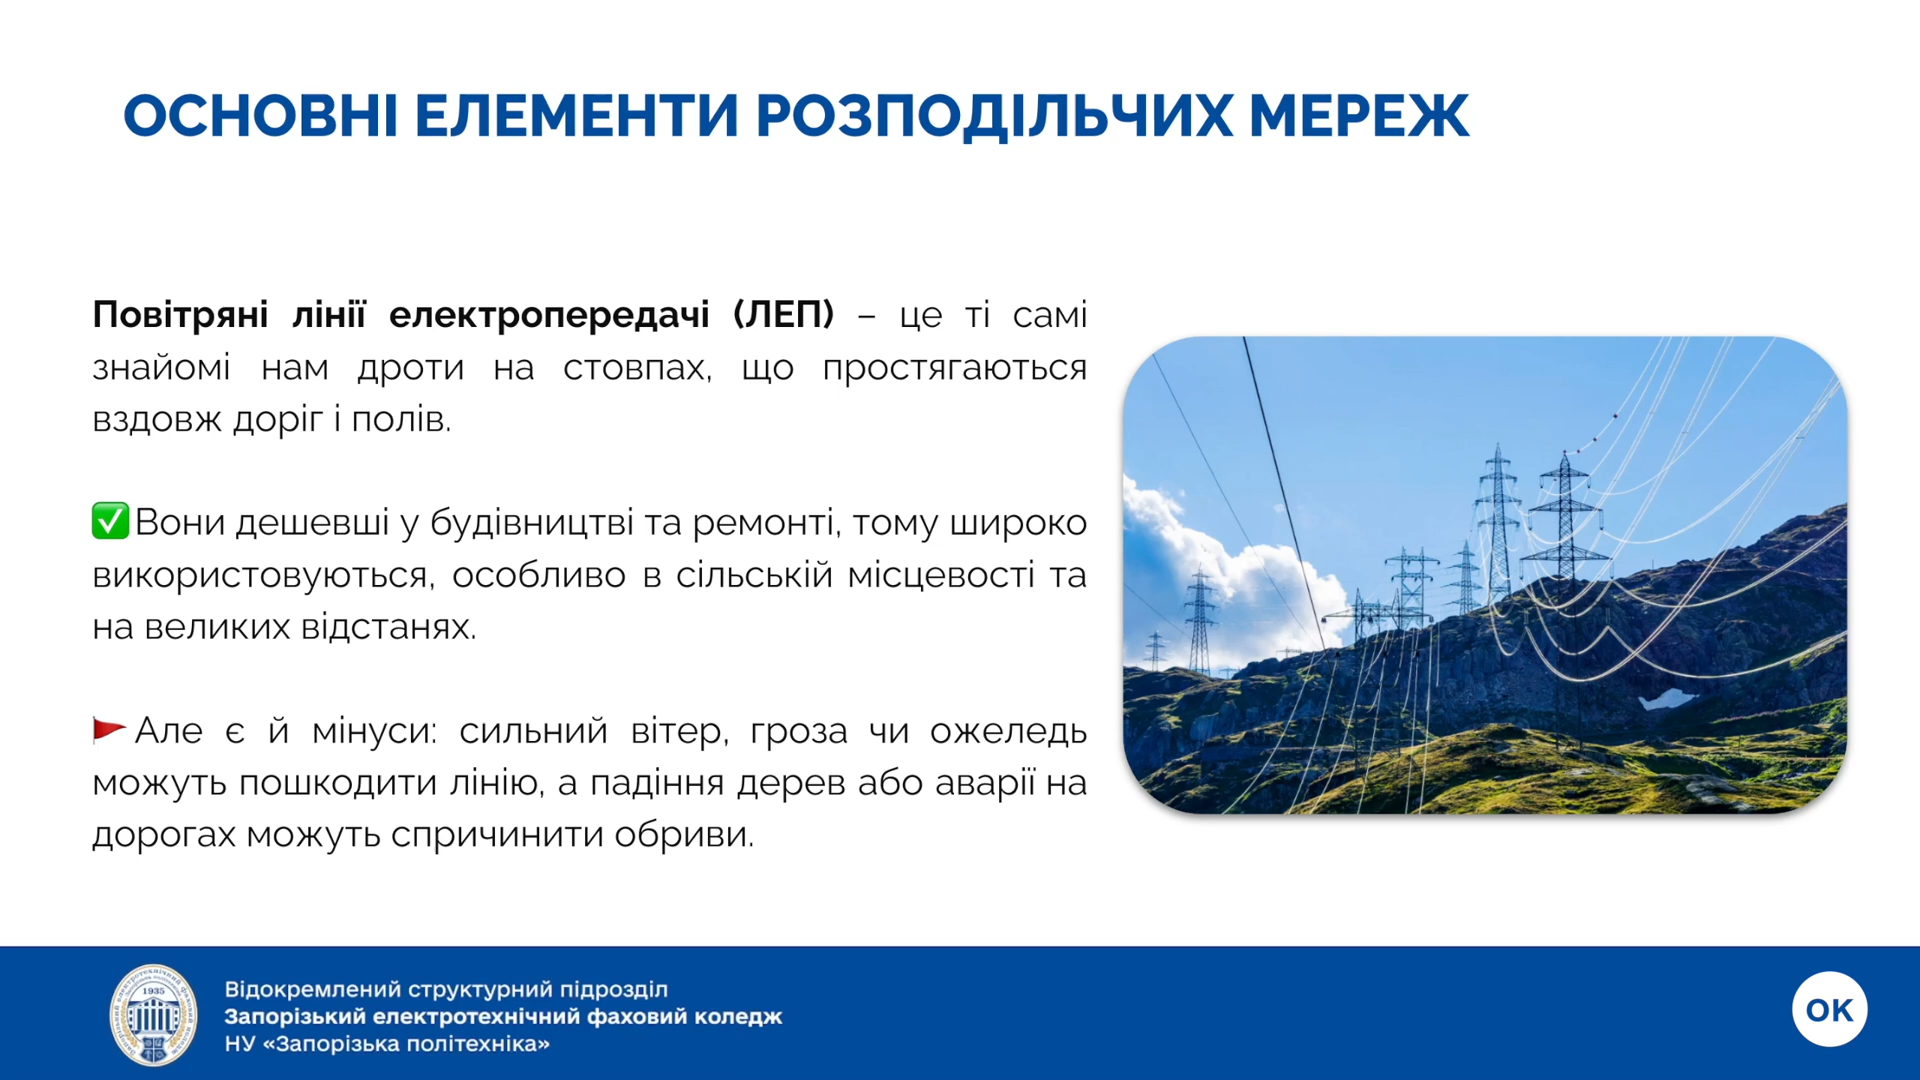 ОСНОВНІ ЕЛЕМЕНТИ РОЗПОДІЛЬЧИХ МЕРЕЖ
Повітряні лінії електропередачі (ЛЕП) – це ті самі
знайомі нам дроти на стовпах, що простягаються
вздовж доріг і полів.
✅Вони дешевші у будівництві та ремонті, тому широко
використовуються, особливо в сільській місцевості та
на великих відстанях.
🚩Але є й мінуси: сильний вітер, гроза чи ожеледь
можуть пошкодити лінію, а падіння дерев або аварії на
дорогах можуть спричинити обриви.
1935
Відокремлений структурний підрозділ
Запорізький електротехнічний фаховий коледж
НУ «Запорізька політехніка»
ОК